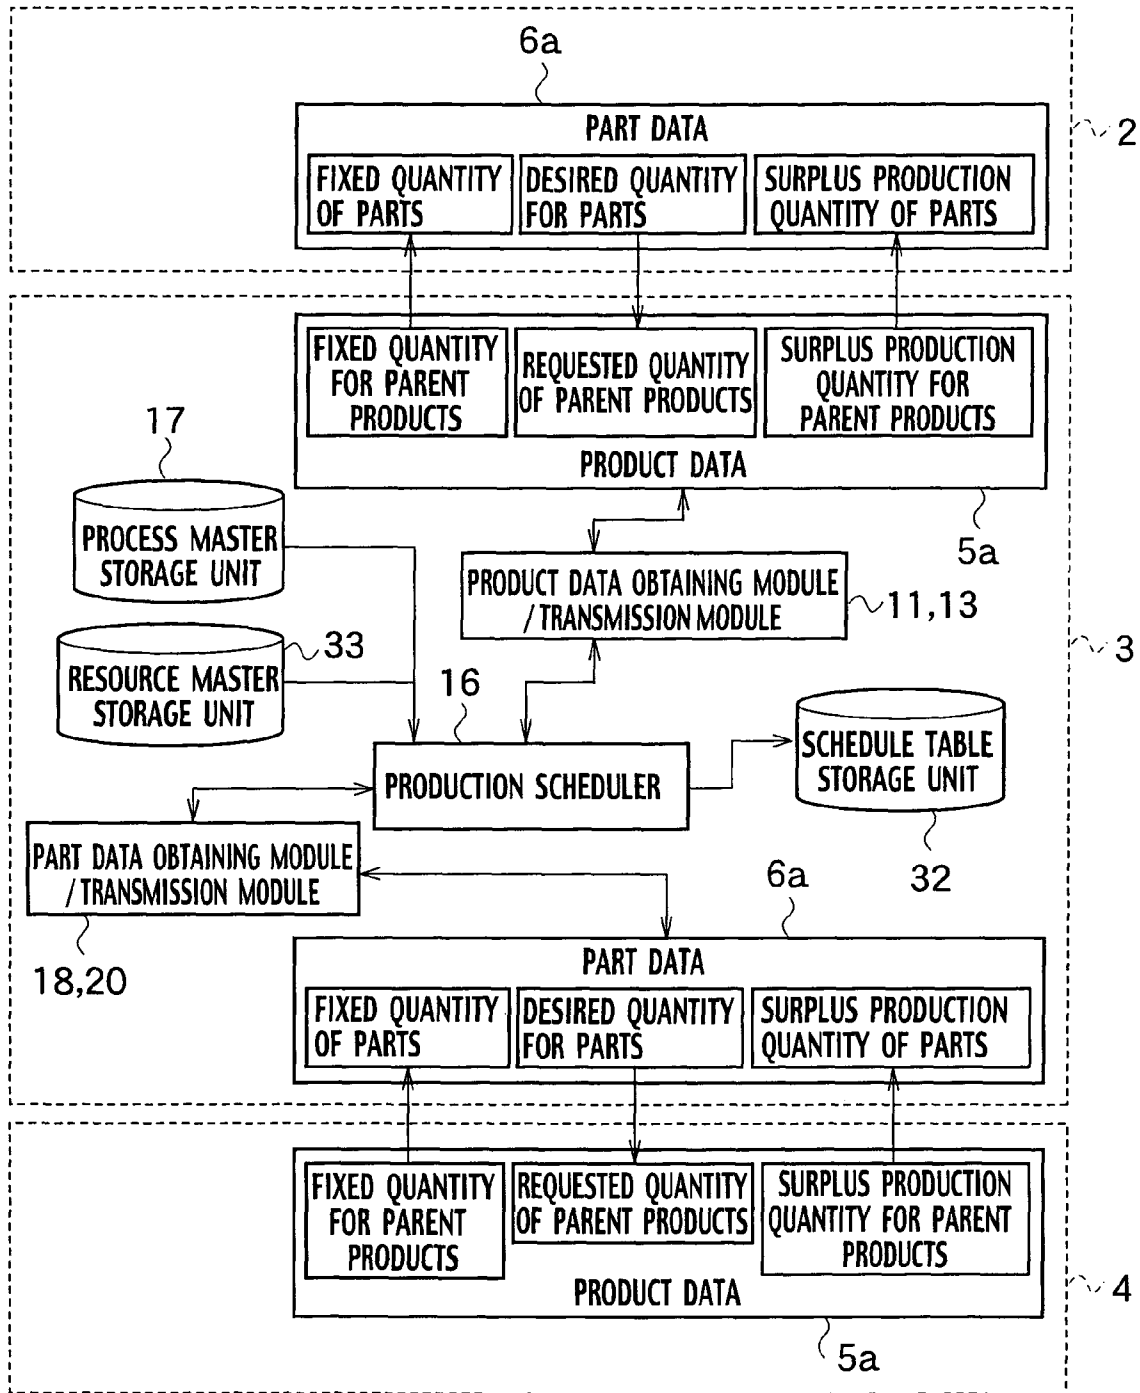 6a
PART DATA
2
FIXED QUANTITY
OF PARTS
DESIRED QUANTITY
FOR PARTS
SURPLUS PRODUCTION
QUANTITY OF PARTS
FIXED QUANTITY
FOR PARENT
PRODUCTS
REQUESTED QUANTITY
OF PARENT PRODUCTS
SURPLUS PRODUCTION
QUANTITY FOR
PARENT PRODUCTS
PRODUCT DATA
5a
17
PROCESS MASTER
STORAGE UNIT
PRODUCT DATA OBTAINING MODULE
/TRANSMISSION MODULE
11,13
3
33
RESOURCE MASTER
STORAGE UNIT
16
PRODUCTION SCHEDULER
SCHEDULE TABLE
STORAGE UNIT
32
PART DATA OBTAINING MODULE
/TRANSMISSION MODULE
18,20
6a
PART DATA
FIXED QUANTITY
OF PARTS
DESIRED QUANTITY
FOR PARTS
SURPLUS PRODUCTION
QUANTITY OF PARTS
FIXED QUANTITY
FOR PARENT
PRODUCTS
REQUESTED QUANTITY
OF PARENT PRODUCTS
SURPLUS PRODUCTION
QUANTITY FOR PARENT
PRODUCTS
PRODUCT DATA
4
5a